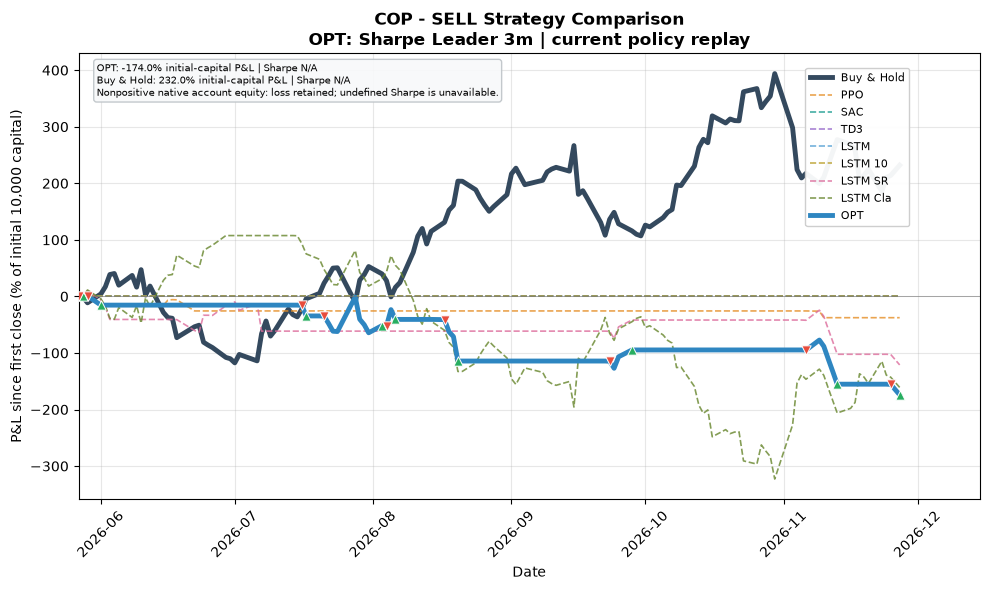 COP - SELL Strategy Comparison
OPT: Sharpe Leader 3m | current policy replay
OPT: -174.0% initial-capital P&L | Sharpe N/A
Buy & Hold: 232.0% initial-capital P&L | Sharpe N/A
Nonpositive native account equity: loss retained; undefined Sharpe is unavailable.
Buy & Hold
PPO
SAC
TD3
LSTM
LSTM 10
LSTM SR
LSTM Cla
OPT
P&L since first close (% of initial 10,000 capital)
400
300
200
100
0
−100
−200
−300
2026-06
2026-07
2026-08
2026-09
2026-10
2026-11
2026-12
Date